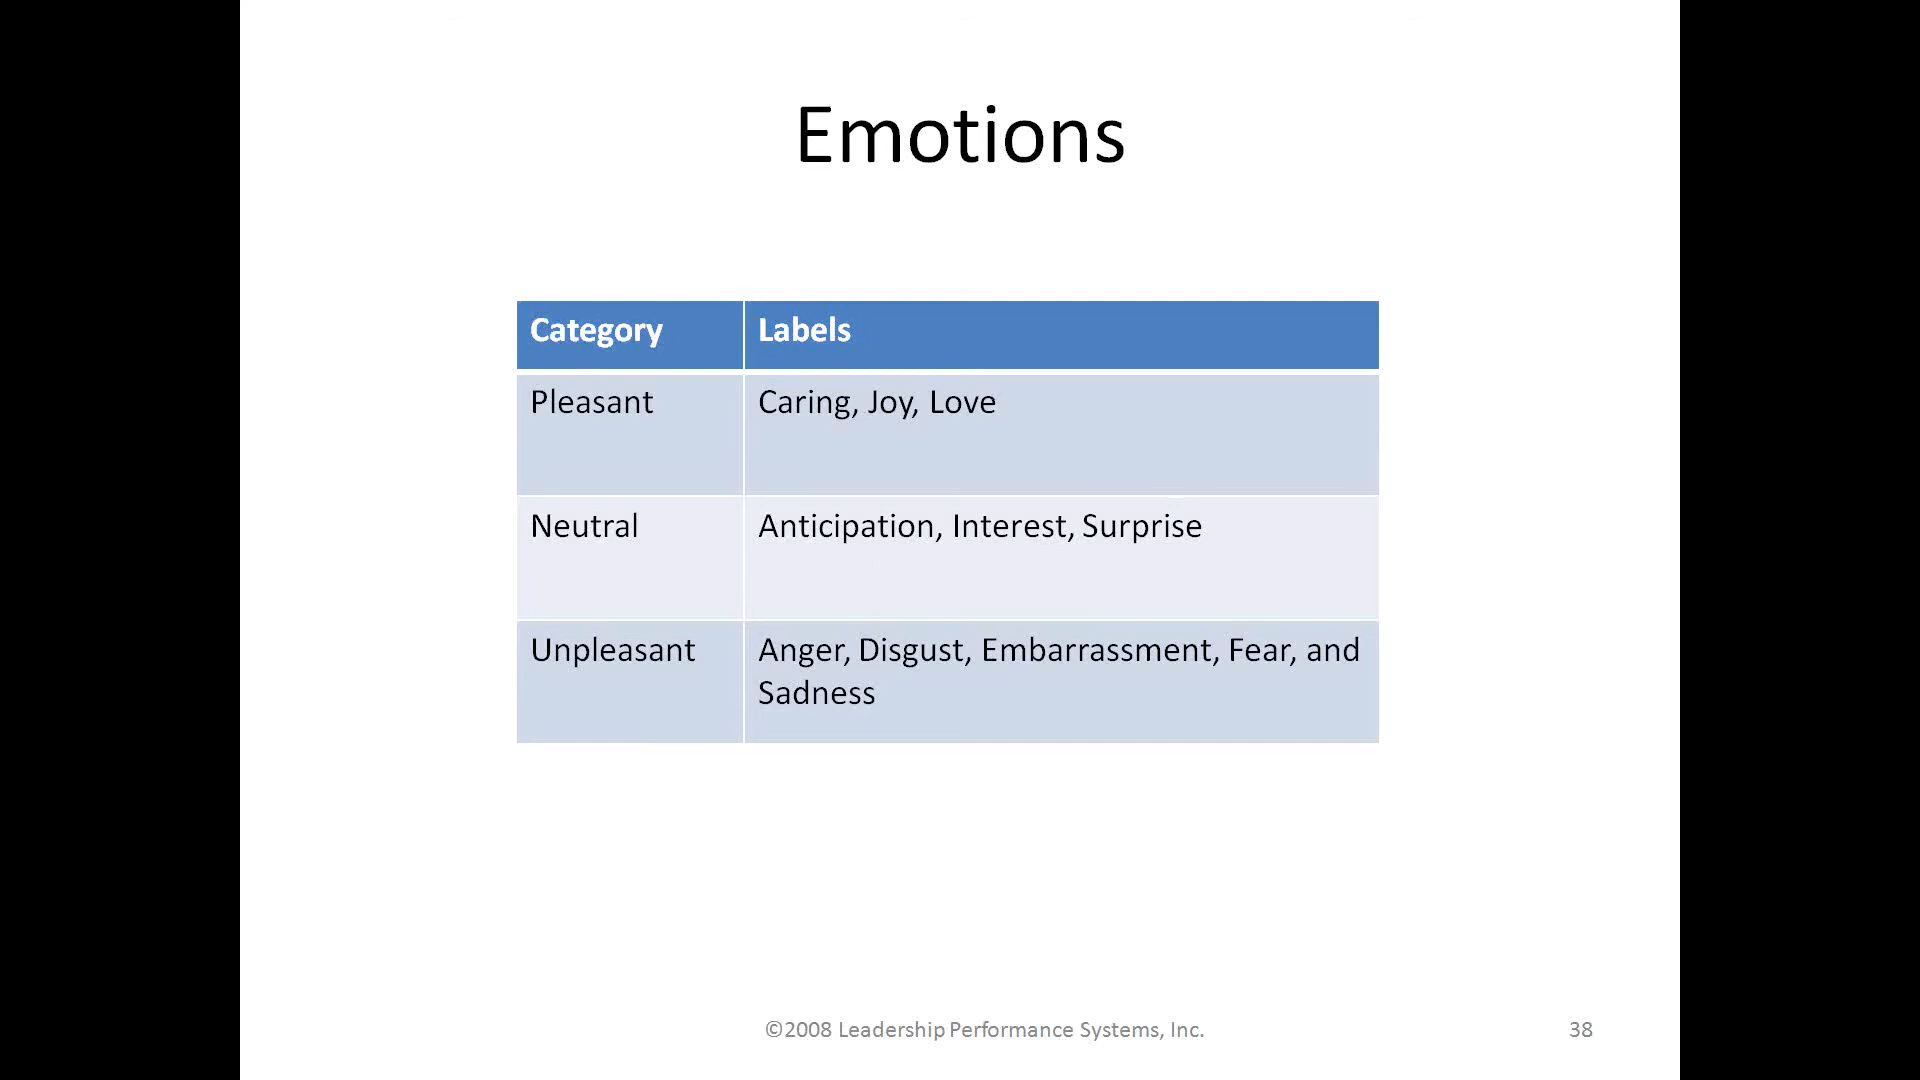 Emotions
Category Labels
Pleasant Caring, Joy, Love
Neutral Anticipation, Interest, Surprise
Unpleasant Anger, Disgust, Embarrassment, Fear, and
Sadness
©2008 Leadership Performance Systems, Inc. 38